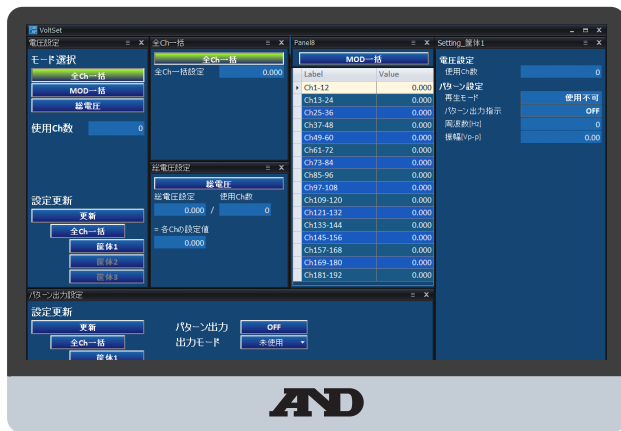 VoltSet
電圧設定
モード選択
全Ch一括
MOD一括
総電圧
使用Ch数 0
設定更新
更新
全Ch一括
筐体1
筐体2
筐体3
全Ch一括
全Ch一括
全Ch一括設定 0.000
総電圧設定
総電圧
総電圧設定 使用Ch数
0.000 / 0
= 各Chの設定値
0.000
Panel8
MOD一括
Label Value
Ch1-12 0.000
Ch13-24 0.000
Ch25-36 0.000
Ch37-48 0.000
Ch49-60 0.000
Ch61-72 0.000
Ch73-84 0.000
Ch85-96 0.000
Ch97-108 0.000
Ch109-120 0.000
Ch121-132 0.000
Ch133-144 0.000
Ch145-156 0.000
Ch157-168 0.000
Ch169-180 0.000
Ch181-192 0.000
Setting_筐体1
電圧設定
使用Ch数 0
パターン設定
再生モード 使用不可
パターン出力指示 OFF
周波数[Hz] 0
振幅[Vp-p] 0.00
パターン出力設定
設定更新
更新
全Ch一括
筐体1
パターン出力 OFF
出力モード 未使用
AND